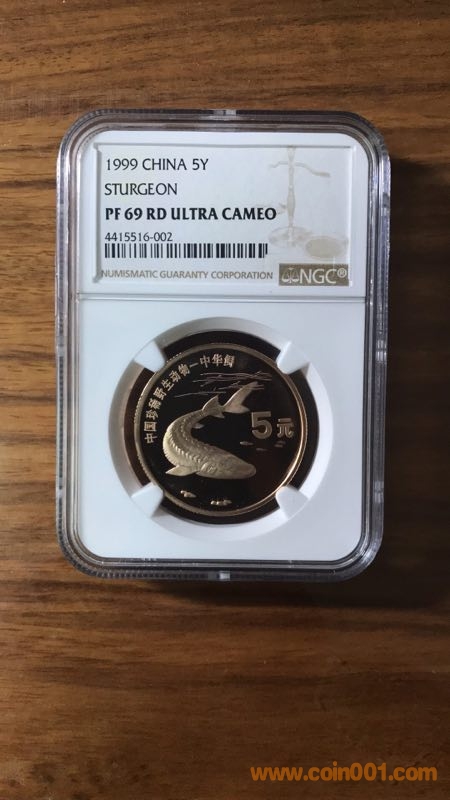 1999 CHINA 5Y
STURGEON
PF 69 RD ULTRA CAMEO
4415516-002
NUMISMATIC GUARANTY CORPORATION
NGC®
中国珍稀野生动物－中华鲟
5元
www.coin001.com